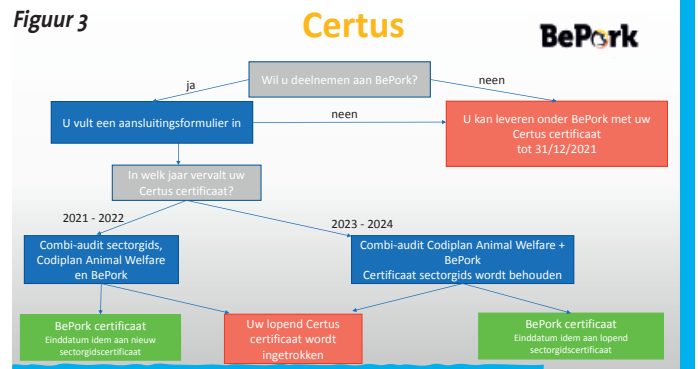 Figuur 3
Certus
BePork
Wil u deelnemen aan BePork?
ja
neen
U vult een aansluitingsformulier in
neen
U kan leveren onder BePork met uw
Certus certificaat
tot 31/12/2021
In welk jaar vervalt uw
Certus certificaat?
2021 - 2022
2023 - 2024
Combi-audit sectorgids,
Codiplan Animal Welfare
en BePork
Combi-audit Codiplan Animal Welfare +
BePork
Certificaat sectorgids wordt behouden
BePork certificaat
Einddatum idem aan nieuw
sectorgidscertificaat
Uw lopend Certus
certificaat wordt
ingetrokken
BePork certificaat
Einddatum idem aan lopend
sectorgidscertificaat